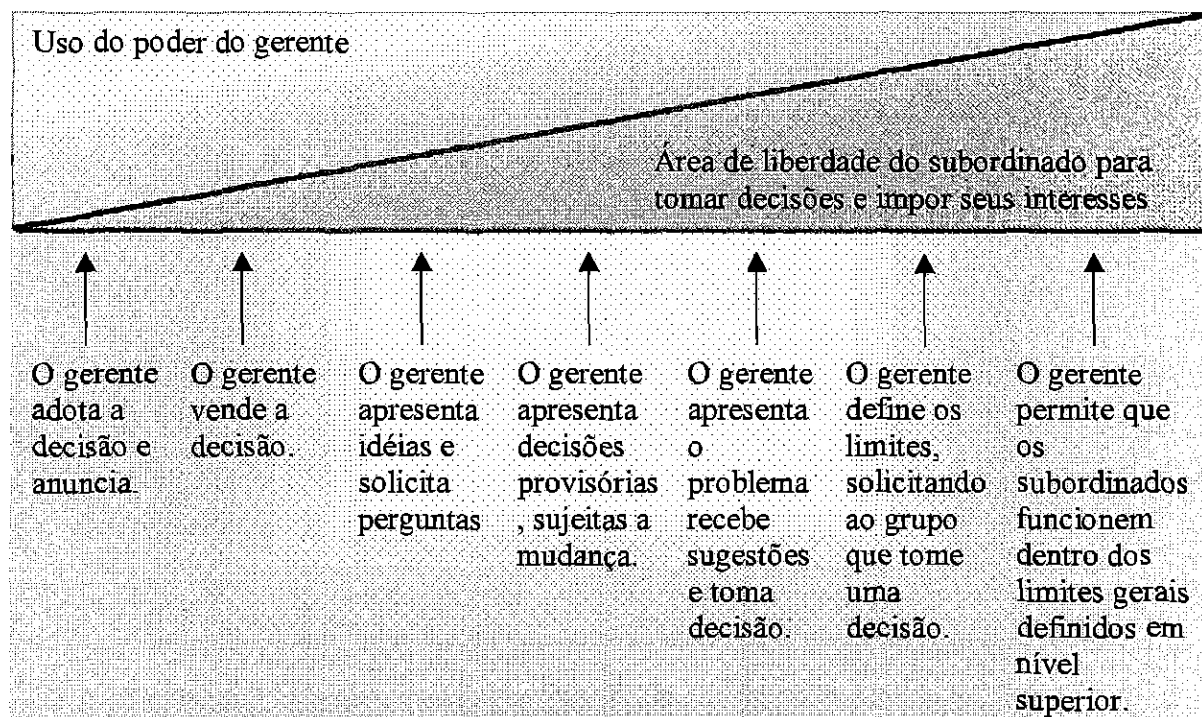 Uso do poder do gerente
Área de liberdade do subordinado para
tomar decisões e impor seus interesses
O gerente
adota a
decisão e
anuncia.
O gerente
vende a
decisão.
O gerente
apresenta
idéias e
solicita
perguntas
O gerente
apresenta
decisões
provisórias
, sujeitas a
mudança.
O gerente
apresenta
o
problema
recebe
sugestões
e toma
decisão.
O gerente
define os
limites,
solicitando
ao grupo
que tome
uma
decisão.
O gerente
permite que
os
subordinados
funcionem
dentro dos
limites gerais
definidos em
nível
superior.